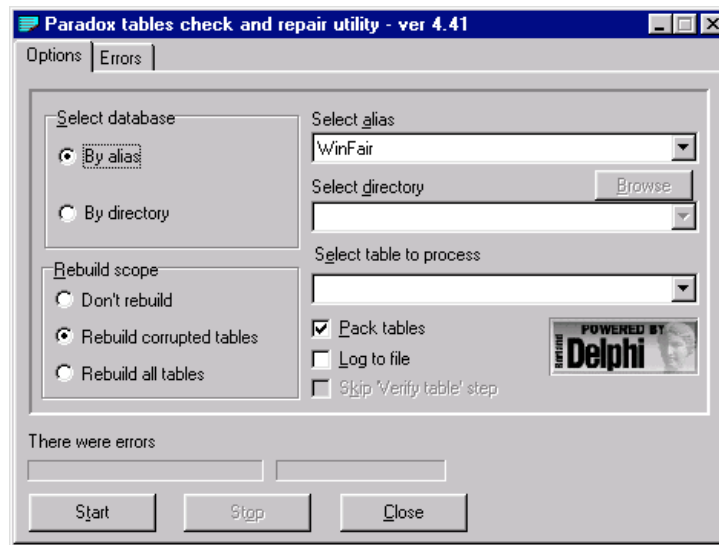 Paradox tables check and repair utility - ver 4.41
Options Errors
Select database
By alias
By directory
Select alias
WinFair
Select directory Browse
Select table to process
Rebuild scope
Don't rebuild
Rebuild corrupted tables
Rebuild all tables
Pack tables
Log to file
Skip 'Verify table' step
POWERED BY
Borland
Delphi
There were errors
Start Stop Close